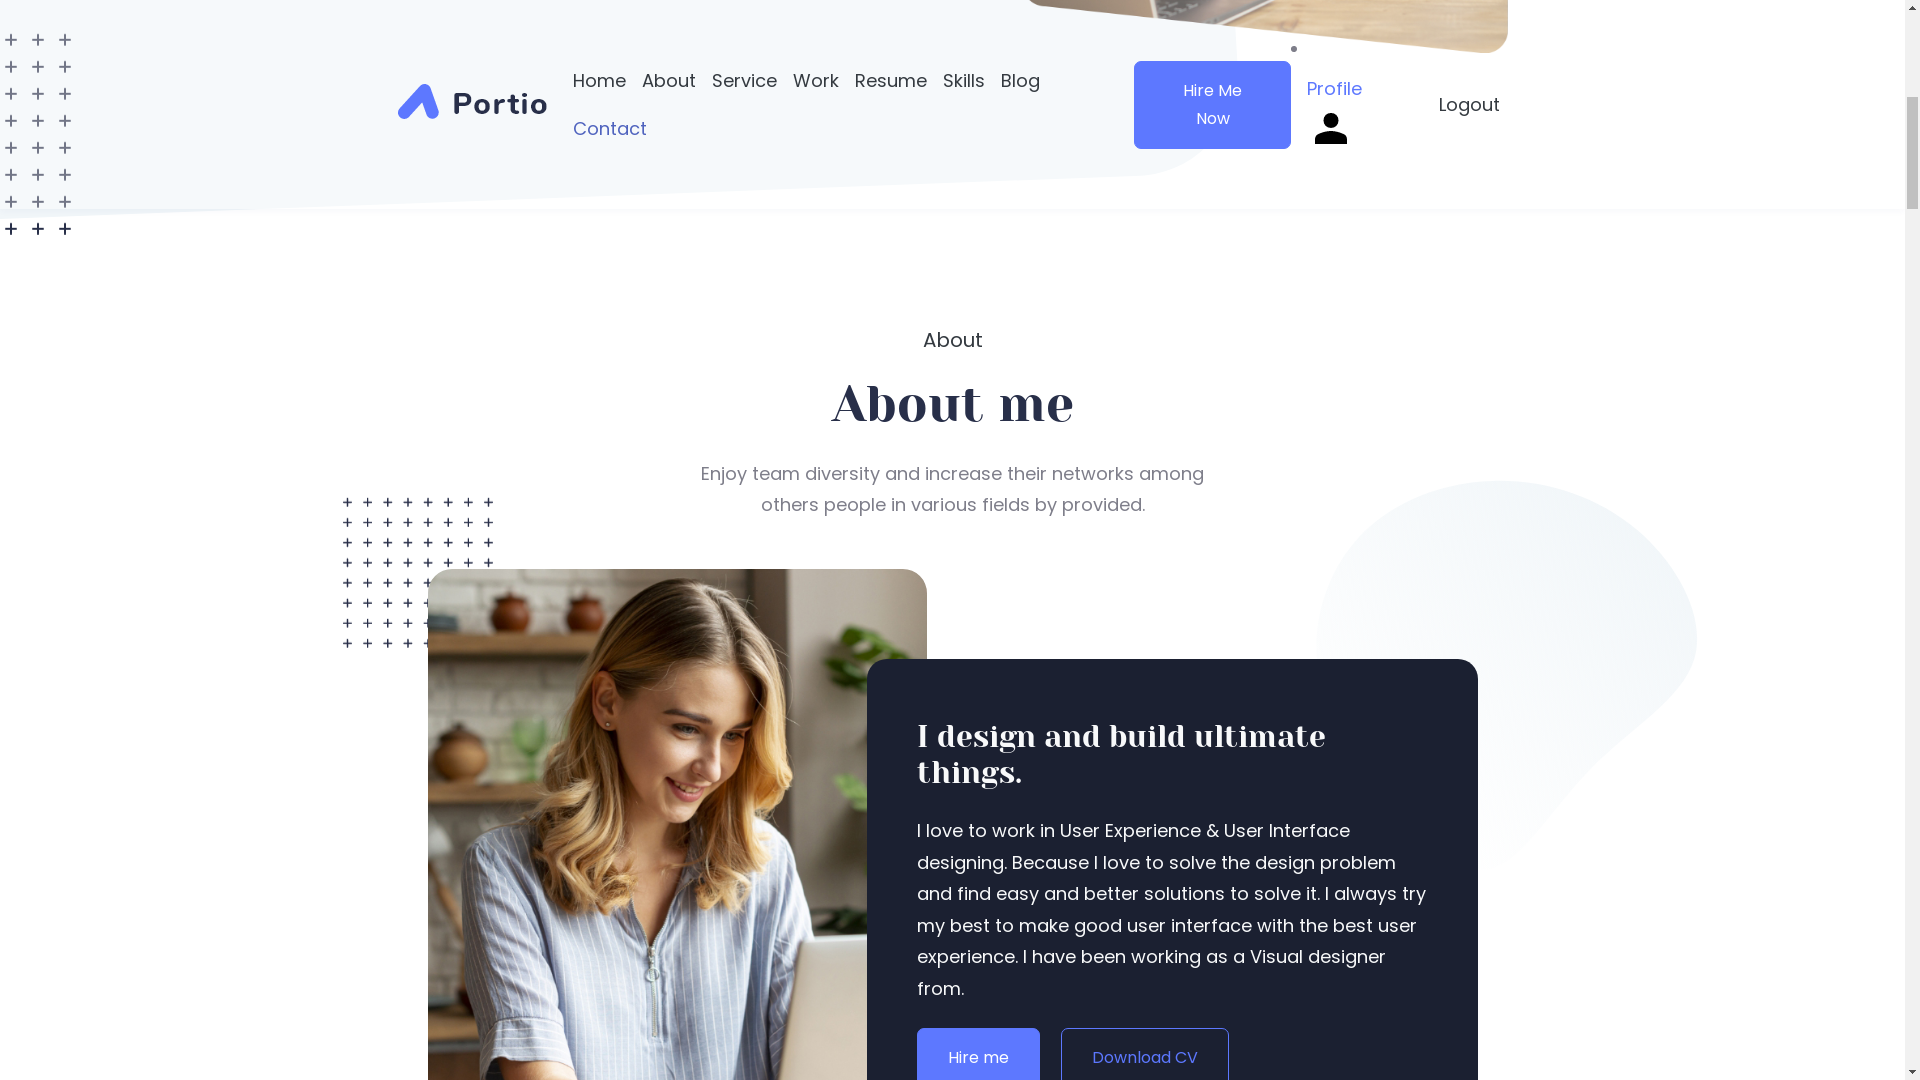 Portio
Home About Service Work Resume Skills Blog
Contact
Hire Me
Now
Profile
Logout
About
About me
Enjoy team diversity and increase their networks among
others people in various fields by provided.
I design and build ultimate
things.
I love to work in User Experience & User Interface
designing. Because I love to solve the design problem
and find easy and better solutions to solve it. I always try
my best to make good user interface with the best user
experience. I have been working as a Visual designer
from.
Hire me
Download CV